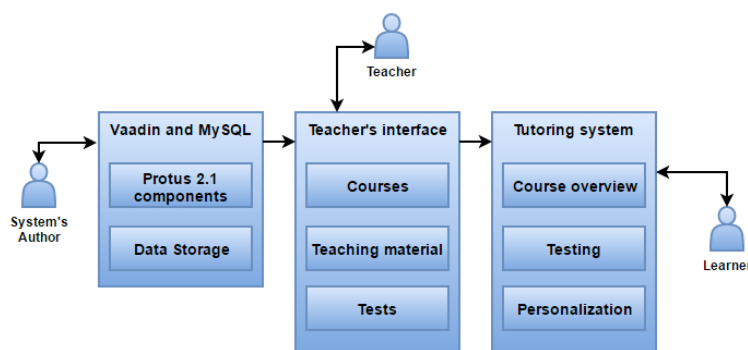 Teacher
Vaadin and MySQL
Protus 2.1
components
Data Storage
System's
Author
Teacher's interface
Courses
Teaching material
Tests
Tutoring system
Course overview
Testing
Personalization
Learner